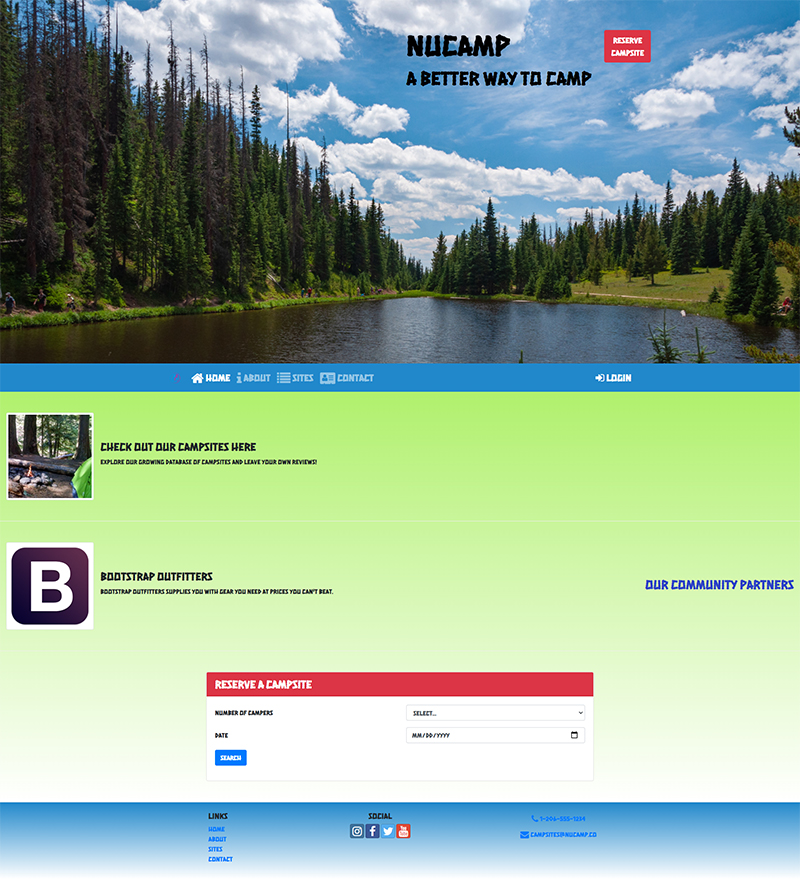 NUCAMP
A BETTER WAY TO CAMP
RESERVE
CAMPSITE
HOME ABOUT SITES CONTACT LOGIN
CHECK OUT OUR CAMPSITES HERE
EXPLORE OUR GROWING DATABASE OF CAMPSITES AND LEAVE YOUR OWN REVIEWS!
B
BOOTSTRAP OUTFITTERS
BOOTSTRAP OUTFITTERS SUPPLIES YOU WITH GEAR YOU NEED AT PRICES YOU CAN'T BEAT.
OUR COMMUNITY PARTNERS
RESERVE A CAMPSITE
NUMBER OF CAMPERS
SELECT...
DATE
MM/DD/YYYY
SEARCH
LINKS
HOME
ABOUT
SITES
CONTACT
SOCIAL
1-206-555-1234
CAMPSITES@NUCAMP.CO